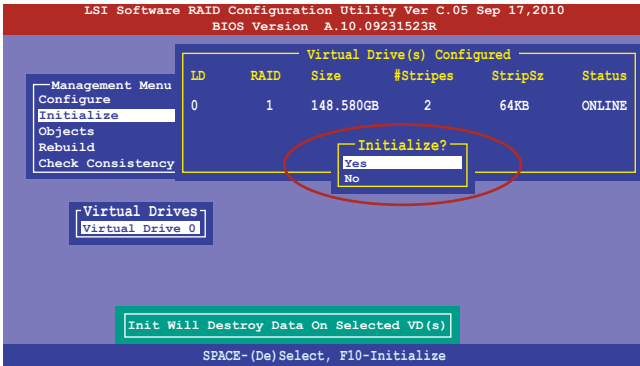 LSI Software RAID Configuration Utility Ver C.05 Sep 17,2010
BIOS Version A.10.09231523R
Virtual Drive(s) Configured
LD RAID Size #Stripes StripSz Status
0 1 148.580GB 2 64KB ONLINE
Management Menu
Configure
Initialize
Objects
Rebuild
Check Consistency
Initialize?
Yes
No
Virtual Drives
Virtual Drive 0
Init Will Destroy Data On Selected VD(s)
SPACE-(De)Select, F10-Initialize